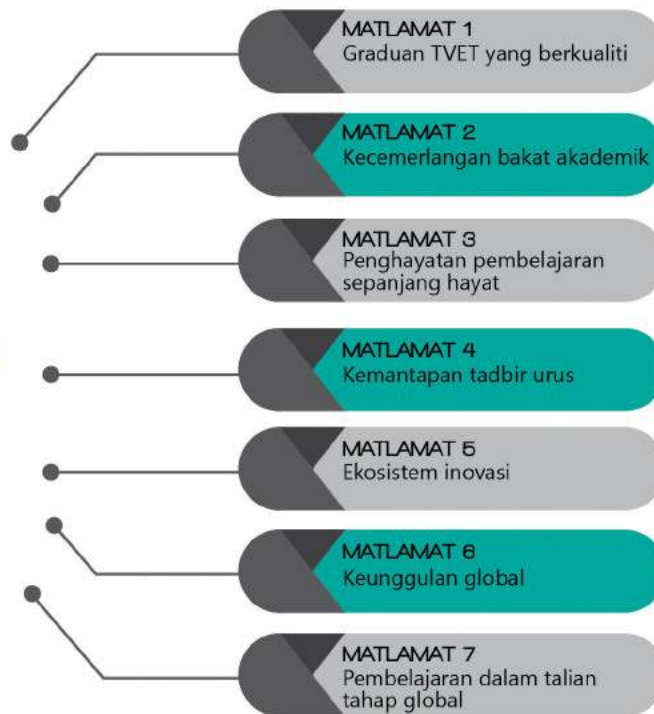 MATLAMAT 1
Graduan TVET yang berkualiti
MATLAMAT 2
Kecemerlangan bakat akademik
MATLAMAT 3
Penghayatan pembelajaran
sepanjang hayat
MATLAMAT 4
Kemantapan tadbir urus
MATLAMAT 5
Ekosistem inovasi
MATLAMAT 6
Keunggulan global
MATLAMAT 7
Pembelajaran dalam talian
tahap global